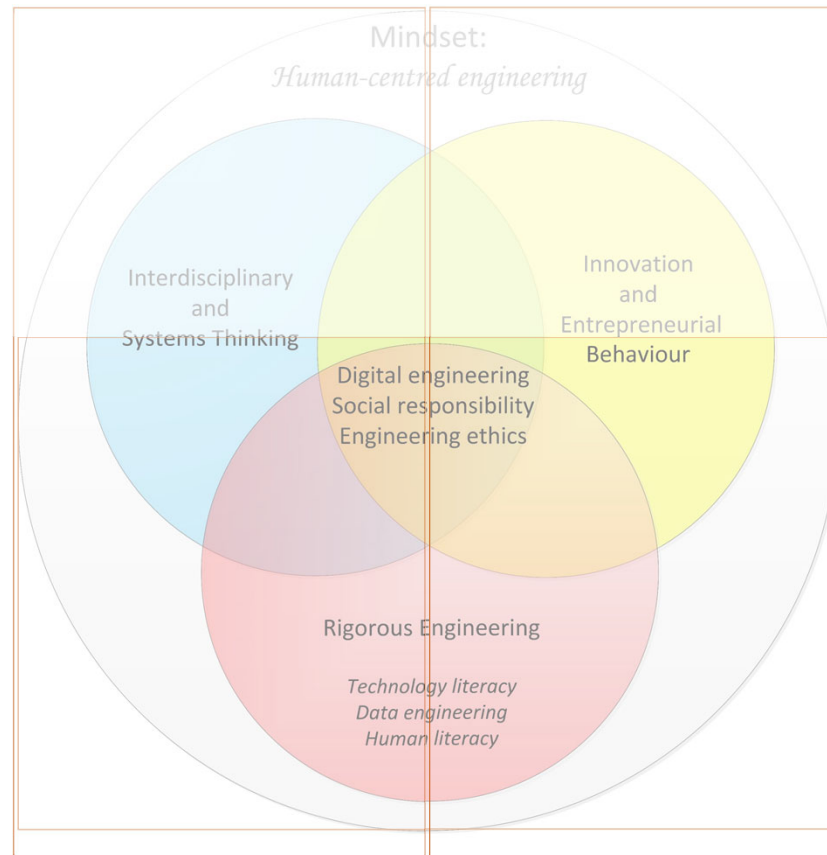 Mindset:
Human-centred engineering
Interdisciplinary
and
Systems Thinking
Innovation
and
Entrepreneurial
Behaviour
Digital engineering
Social responsibility
Engineering ethics
Rigorous Engineering
Technology literacy
Data engineering
Human literacy